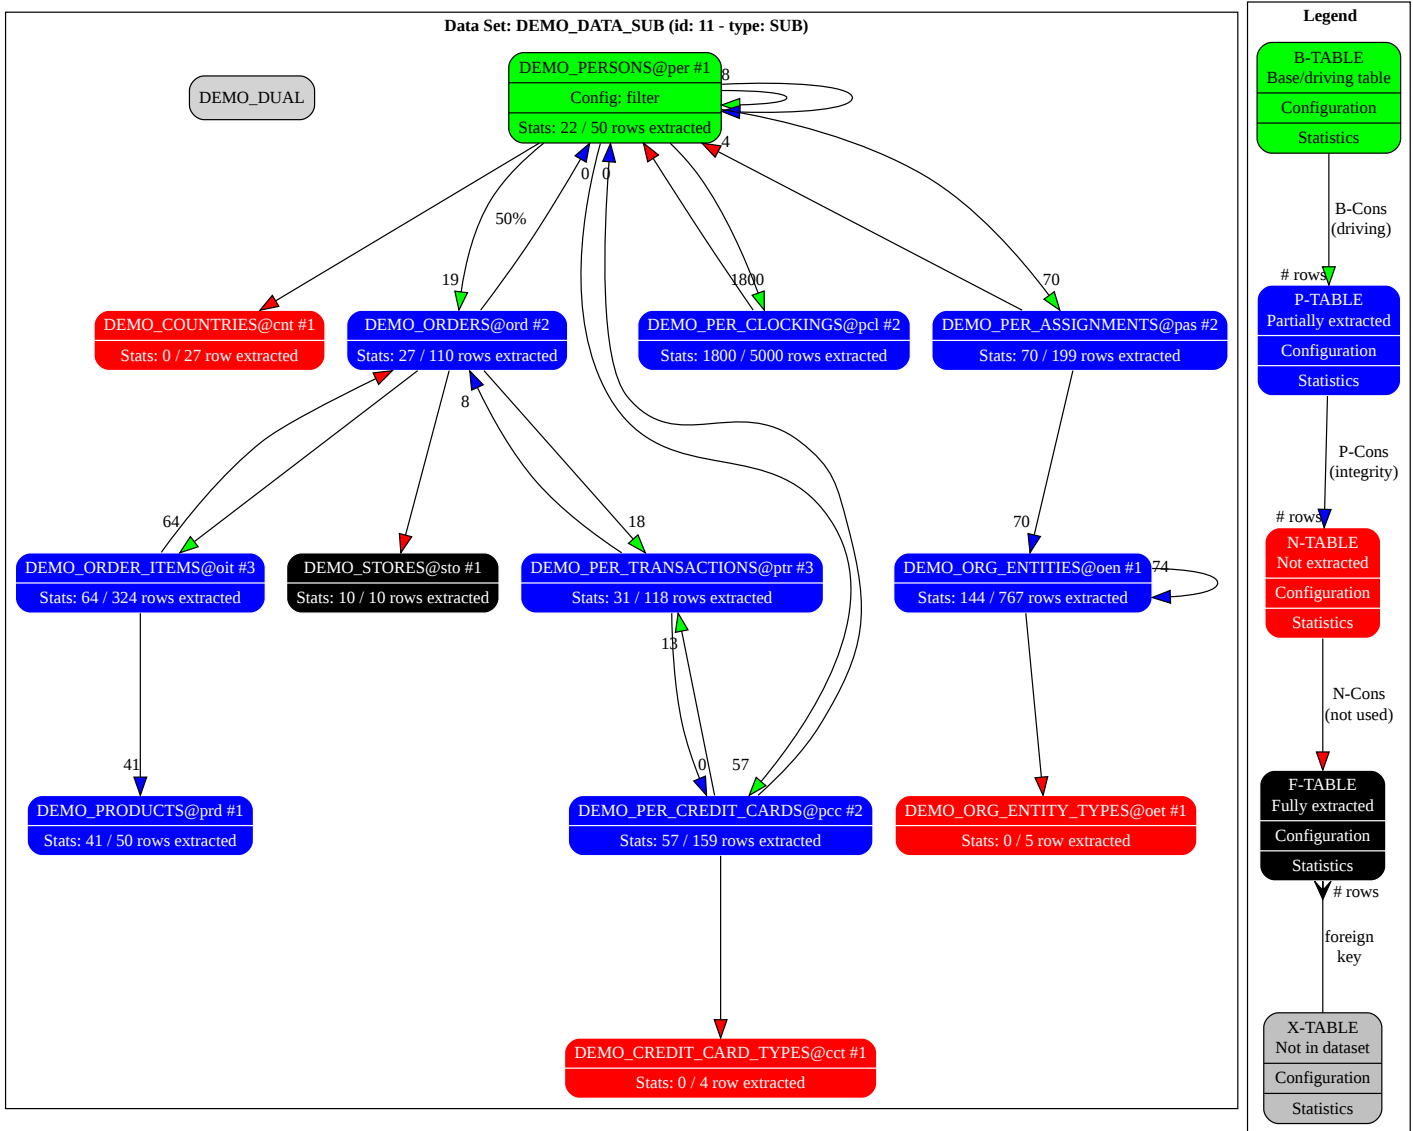 Data Set: DEMO_DATA_SUB (id: 11 - type: SUB)
DEMO_DUAL
DEMO_PERSONS@per #1
Config: filter
Stats: 22 / 50 rows extracted
8
4
0
0
50%
19
1800
70
DEMO_COUNTRIES@cnt #1
Stats: 0 / 27 row extracted
DEMO_ORDERS@ord #2
Stats: 27 / 110 rows extracted
DEMO_PER_CLOCKINGS@pcl #2
Stats: 1800 / 5000 rows extracted
DEMO_PER_ASSIGNMENTS@pas #2
Stats: 70 / 199 rows extracted
8
64
18
70
DEMO_ORDER_ITEMS@oit #3
Stats: 64 / 324 rows extracted
DEMO_STORES@sto #1
Stats: 10 / 10 rows extracted
DEMO_PER_TRANSACTIONS@ptr #3
Stats: 31 / 118 rows extracted
DEMO_ORG_ENTITIES@oen #1
Stats: 144 / 767 rows extracted
74
13
41
0
57
DEMO_PRODUCTS@prd #1
Stats: 41 / 50 rows extracted
DEMO_PER_CREDIT_CARDS@pcc #2
Stats: 57 / 159 rows extracted
DEMO_ORG_ENTITY_TYPES@oet #1
Stats: 0 / 5 row extracted
DEMO_CREDIT_CARD_TYPES@cct #1
Stats: 0 / 4 row extracted
Legend
B-TABLE
Base/driving table
Configuration
Statistics
B-Cons
(driving)
# rows
P-TABLE
Partially extracted
Configuration
Statistics
P-Cons
(integrity)
# rows
N-TABLE
Not extracted
Configuration
Statistics
N-Cons
(not used)
F-TABLE
Fully extracted
Configuration
Statistics
# rows
foreign
key
X-TABLE
Not in dataset
Configuration
Statistics